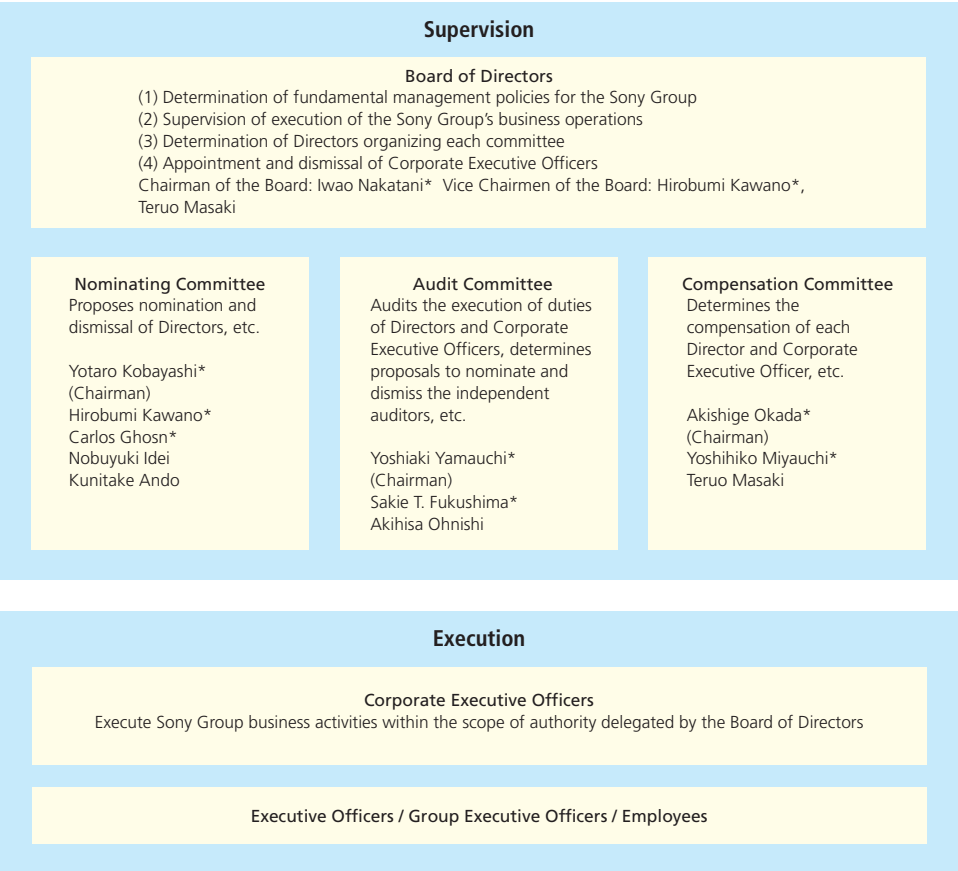 Supervision
Board of Directors
(1) Determination of fundamental management policies for the Sony Group
(2) Supervision of execution of the Sony Group's business operations
(3) Determination of Directors organizing each committee
(4) Appointment and dismissal of Corporate Executive Officers
Chairman of the Board: Iwao Nakatani* Vice Chairmen of the Board: Hirobumi Kawano*,
Teruo Masaki
Nominating Committee
Proposes nomination and
dismissal of Directors, etc.
Yotaro Kobayashi*
(Chairman)
Hirobumi Kawano*
Carlos Ghosn*
Nobuyuki Idei
Kunitake Ando
Audit Committee
Audits the execution of duties
of Directors and Corporate
Executive Officers, determines
proposals to nominate and
dismiss the independent
auditors, etc.
Yoshiaki Yamauchi*
(Chairman)
Sakie T. Fukushima*
Akihisa Ohnishi
Compensation Committee
Determines the
compensation of each
Director and Corporate
Executive Officer, etc.
Akishige Okada*
(Chairman)
Yoshihiko Miyauchi*
Teruo Masaki
Execution
Corporate Executive Officers
Execute Sony Group business activities within the scope of authority delegated by the Board of Directors
Executive Officers / Group Executive Officers / Employees